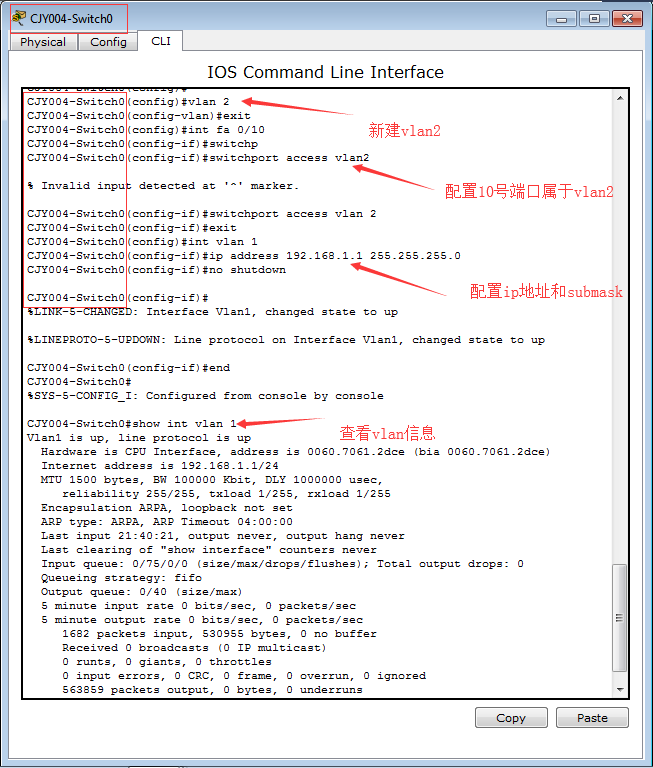 CJY004-Switch0
Physical Config CLI
IOS Command Line Interface
CJY004-Switch0(config)#
CJY004-Switch0(config)#vlan 2
新建vlan2
CJY004-Switch0(config-vlan)#exit
CJY004-Switch0(config)#int fa 0/10
CJY004-Switch0(config-if)#switchp
CJY004-Switch0(config-if)#switchport access vlan2
配置10号端口属于vlan2
% Invalid input detected at '^' marker.
CJY004-Switch0(config-if)#switchport access vlan 2
CJY004-Switch0(config-if)#exit
CJY004-Switch0(config)#int vlan 1
CJY004-Switch0(config-if)#ip address 192.168.1.1 255.255.255.0
CJY004-Switch0(config-if)#no shutdown
配置ip地址和submask
CJY004-Switch0(config-if)#
%LINK-5-CHANGED: Interface Vlan1, changed state to up
%LINEPROTO-5-UPDOWN: Line protocol on Interface Vlan1, changed state to up
CJY004-Switch0(config-if)#end
CJY004-Switch0#
%SYS-5-CONFIG_I: Configured from console by console
CJY004-Switch0#show int vlan 1
查看vlan信息
Vlan1 is up, line protocol is up
Hardware is CPU Interface, address is 0060.7061.2dce (bia 0060.7061.2dce)
Internet address is 192.168.1.1/24
MTU 1500 bytes, BW 100000 Kbit, DLY 1000000 usec,
reliability 255/255, txload 1/255, rxload 1/255
Encapsulation ARPA, loopback not set
ARP type: ARPA, ARP Timeout 04:00:00
Last input 21:40:21, output never, output hang never
Last clearing of "show interface" counters never
Input queue: 0/75/0/0 (size/max/drops/flushes); Total output drops: 0
Queueing strategy: fifo
Output queue: 0/40 (size/max)
5 minute input rate 0 bits/sec, 0 packets/sec
5 minute output rate 0 bits/sec, 0 packets/sec
1682 packets input, 530955 bytes, 0 no buffer
Received 0 broadcasts (0 IP multicast)
0 runts, 0 giants, 0 throttles
0 input errors, 0 CRC, 0 frame, 0 overrun, 0 ignored
563859 packets output, 0 bytes, 0 underruns
Copy Paste